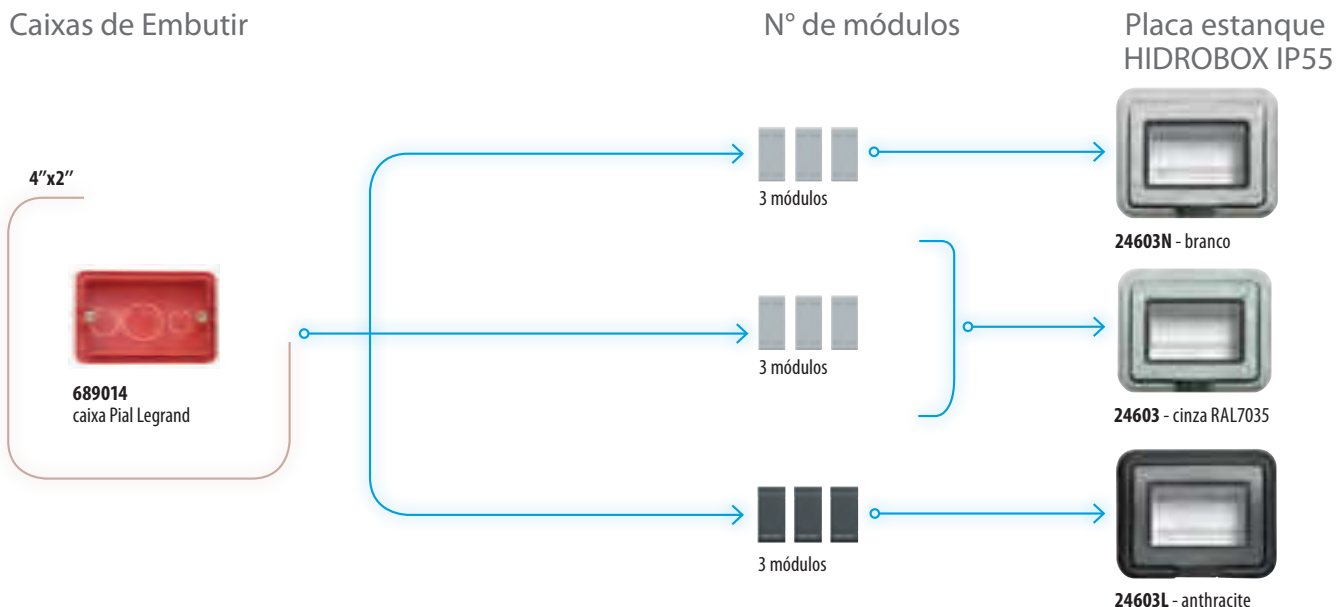 Caixas de Embutir
N° de módulos
Placa estanque
HIDROBOX IP55
4’’x2’’
689014
caixa Pial Legrand
3 módulos
24603N - branco
3 módulos
24603 - cinza RAL7035
3 módulos
24603L - anthracite